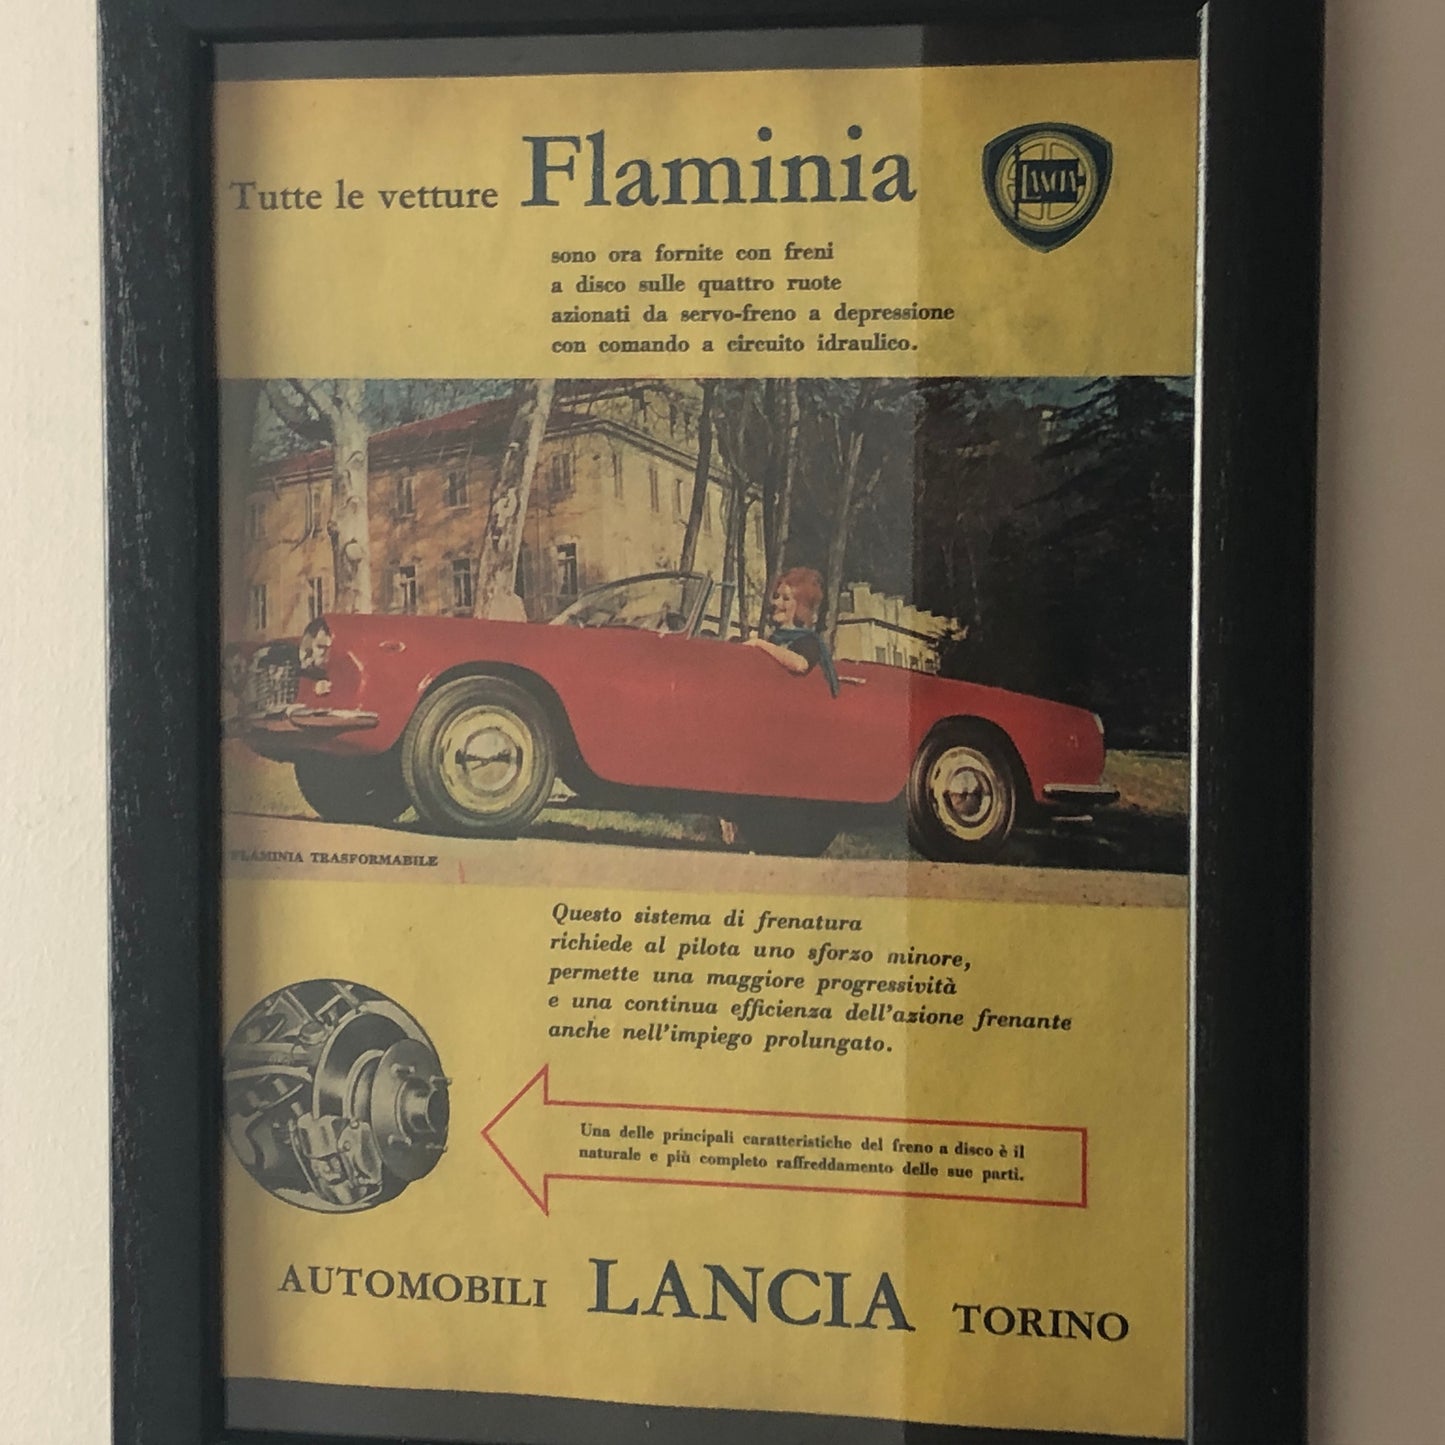 Tutte le vetture Flaminia
LANCIA
sono ora fornite con freni
a disco sulle quattro ruote
azionati da servo-freno a depressione
con comando a circuito idraulico.
FLAMINIA TRASFORMABILE
Questo sistema di frenatura
richiede al pilota uno sforzo minore,
permette una maggiore progressività
e una continua efficienza dell'azione frenante
anche nell'impiego prolungato.
Una delle principali caratteristiche del freno a disco è il
naturale e più completo raffreddamento delle sue parti.
AUTOMOBILI LANCIA TORINO